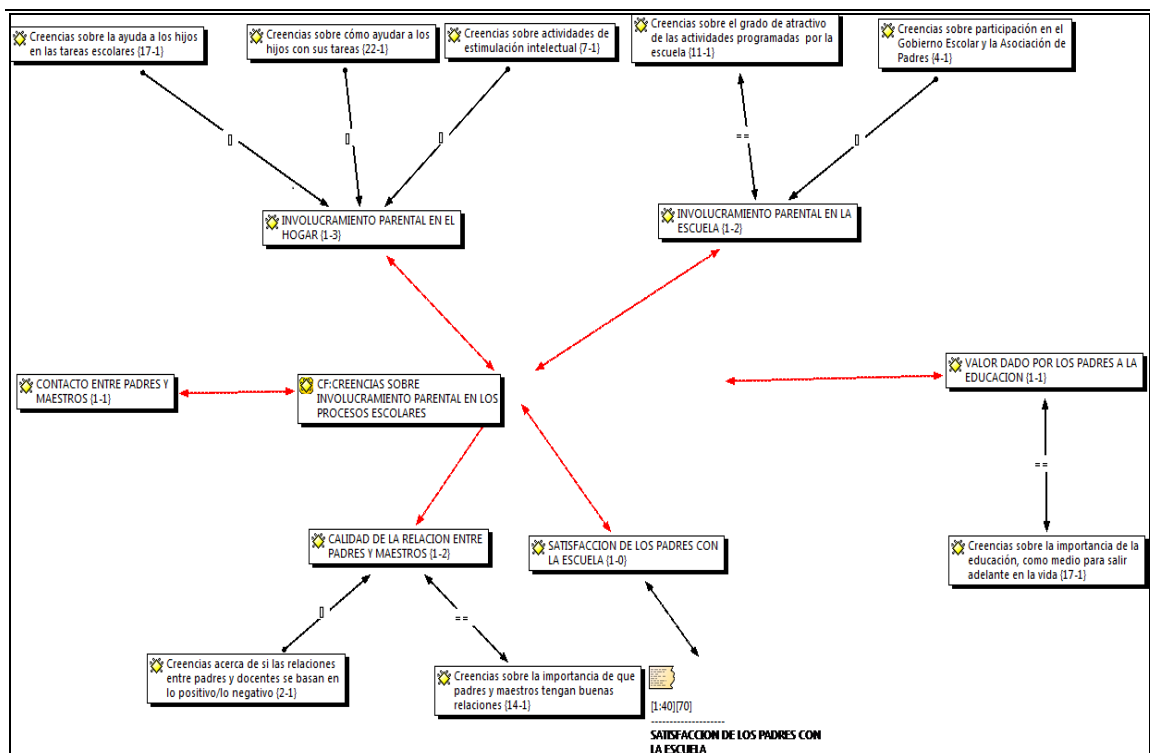 Creencias sobre la ayuda a los hijos
en las tareas escolares {17-1}
Creencias sobre cómo ayudar a los
hijos con sus tareas {22-1}
Creencias sobre actividades de
estimulación intelectual {7-1}
Creencias sobre el grado de atractivo
de las actividades programadas por la
escuela {11-1}
Creencias sobre participación en el
Gobierno Escolar y la Asociación de
Padres {4-1}
[]
[]
[]
==
[]
INVOLUCRAMIENTO PARENTAL EN EL
HOGAR {1-3}
INVOLUCRAMIENTO PARENTAL EN LA
ESCUELA {1-2}
CONTACTO ENTRE PADRES Y
MAESTROS {1-1}
CF:CREENCIAS SOBRE
INVOLUCRAMIENTO PARENTAL EN LOS
PROCESOS ESCOLARES
VALOR DADO POR LOS PADRES A LA
EDUCACION {1-1}
==
CALIDAD DE LA RELACION ENTRE
PADRES Y MAESTROS {1-2}
SATISFACCION DE LOS PADRES CON
LA ESCUELA {1-0}
Creencias sobre la importancia de la
educación, como medio para salir
adelante en la vida {17-1}
[]
==
Creencias acerca de si las relaciones
entre padres y docentes se basan en
lo positivo/lo negativo {2-1}
Creencias sobre la importancia de que
padres y maestros tengan buenas
relaciones {14-1}
[1:40][70]
--------------------
SATISFACCION DE LOS PADRES CON
LA ESCUELA